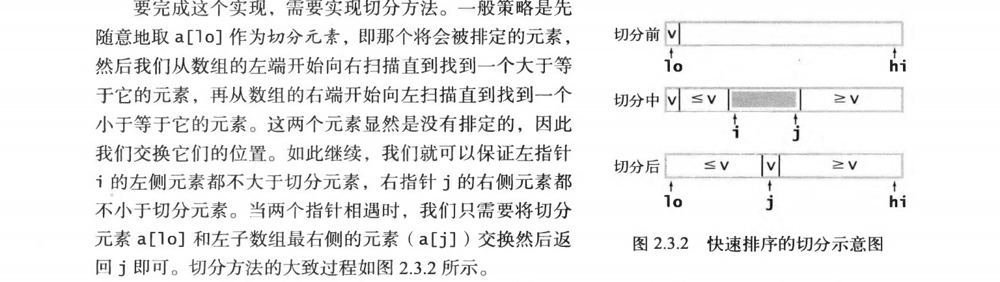 要完成这个实现，需要实现切分方法。一般策略是先
随意地取 a[lo] 作为切分元素，即那个将会被排定的元素，
然后我们从数组的左端开始向右扫描直到找到一个大于等
于它的元素，再从数组的右端开始向左扫描直到找到一个
小于等于它的元素。这两个元素显然是没有排定的，因此
我们交换它们的位置。如此继续，我们就可以保证左指针
i 的左侧元素都不大于切分元素，右指针 j 的右侧元素都
不小于切分元素。当两个指针相遇时，我们只需要将切分
元素 a[lo] 和左子数组最右侧的元素（a[j]）交换然后返
回 j 即可。切分方法的大致过程如图 2.3.2 所示。
切分前 v
lo hi
切分中 v ≤v ≥v
i j
切分后 ≤v v ≥v
lo j hi
图 2.3.2 快速排序的切分示意图